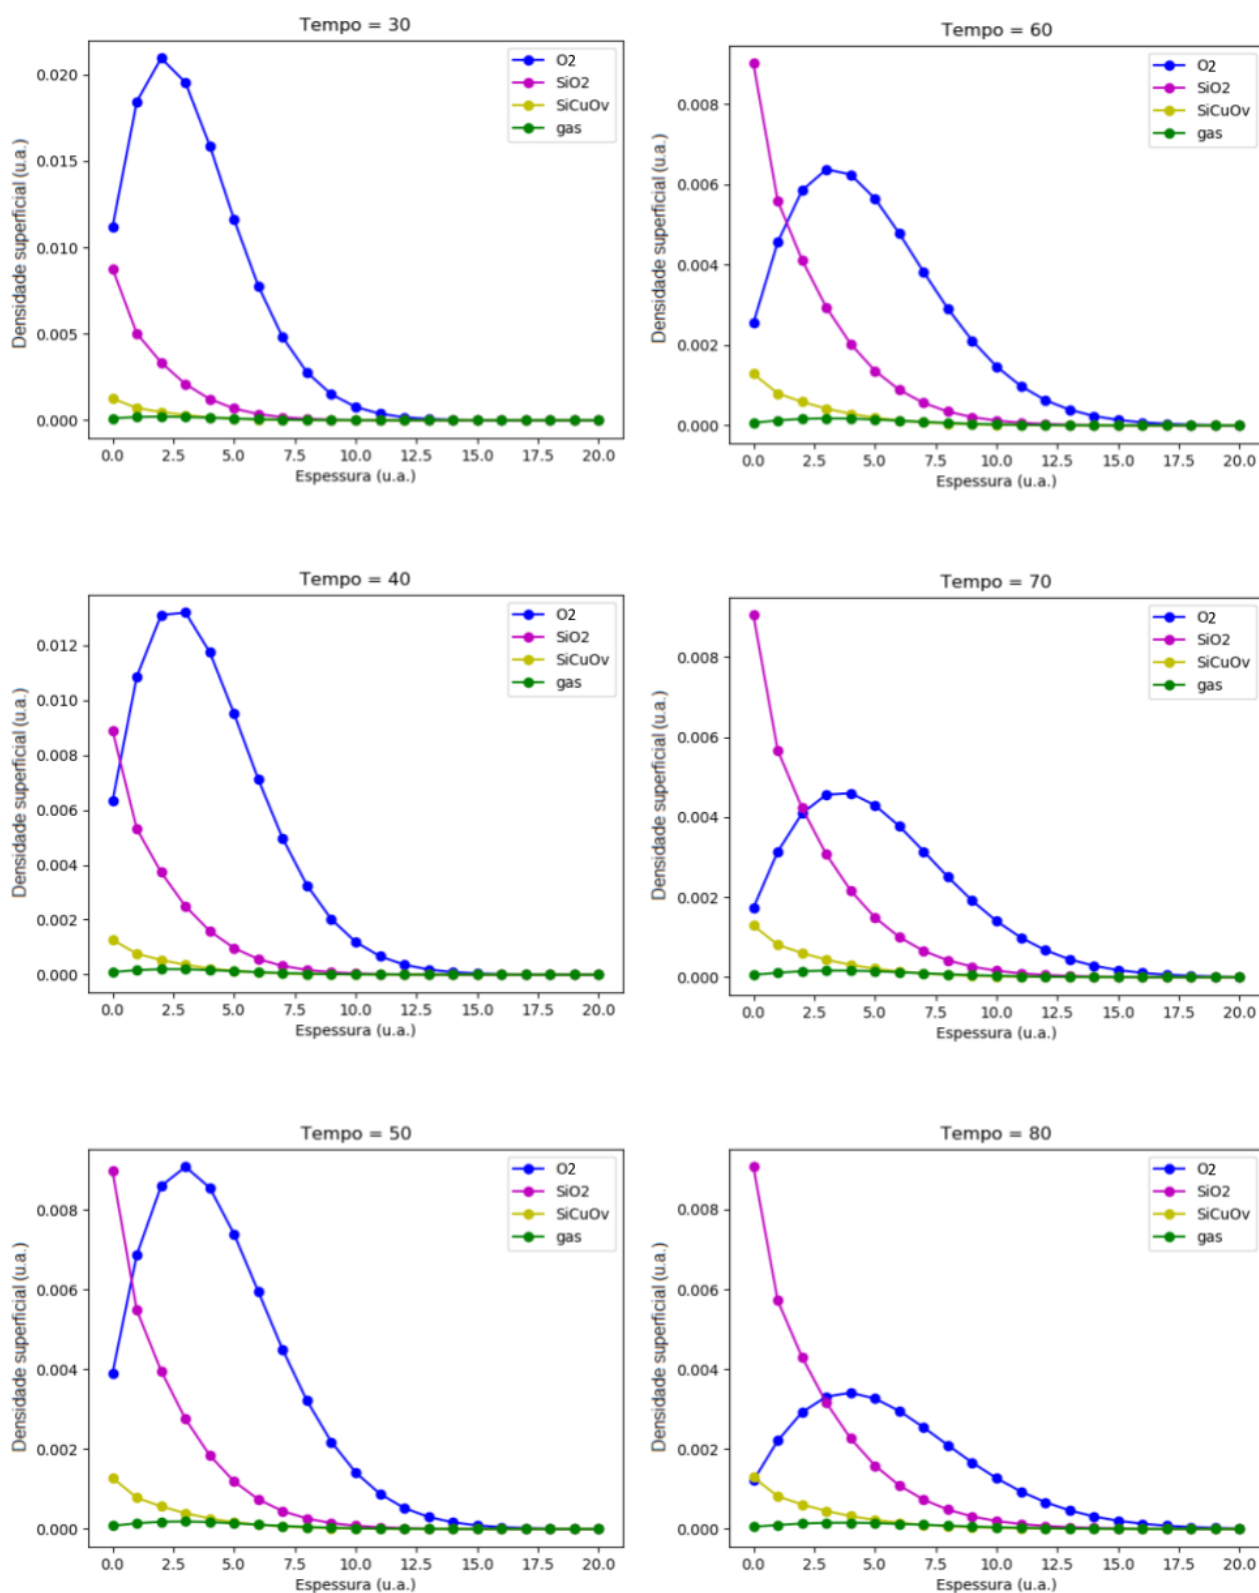 Tempo = 30
Densidade superficial (u.a.)
0.020
0.015
0.010
0.005
0.000
O2
SiO2
SiCuOv
gas
0.0 2.5 5.0 7.5 10.0 12.5 15.0 17.5 20.0
Espessura (u.a.)
Tempo = 60
Densidade superficial (u.a.)
0.008
0.006
0.004
0.002
0.000
O2
SiO2
SiCuOv
gas
0.0 2.5 5.0 7.5 10.0 12.5 15.0 17.5 20.0
Espessura (u.a.)
Tempo = 40
Densidade superficial (u.a.)
0.012
0.010
0.008
0.006
0.004
0.002
0.000
O2
SiO2
SiCuOv
gas
0.0 2.5 5.0 7.5 10.0 12.5 15.0 17.5 20.0
Espessura (u.a.)
Tempo = 70
Densidade superficial (u.a.)
0.008
0.006
0.004
0.002
0.000
O2
SiO2
SiCuOv
gas
0.0 2.5 5.0 7.5 10.0 12.5 15.0 17.5 20.0
Espessura (u.a.)
Tempo = 50
Densidade superficial (u.a.)
0.008
0.006
0.004
0.002
0.000
O2
SiO2
SiCuOv
gas
0.0 2.5 5.0 7.5 10.0 12.5 15.0 17.5 20.0
Espessura (u.a.)
Tempo = 80
Densidade superficial (u.a.)
0.008
0.006
0.004
0.002
0.000
O2
SiO2
SiCuOv
gas
0.0 2.5 5.0 7.5 10.0 12.5 15.0 17.5 20.0
Espessura (u.a.)